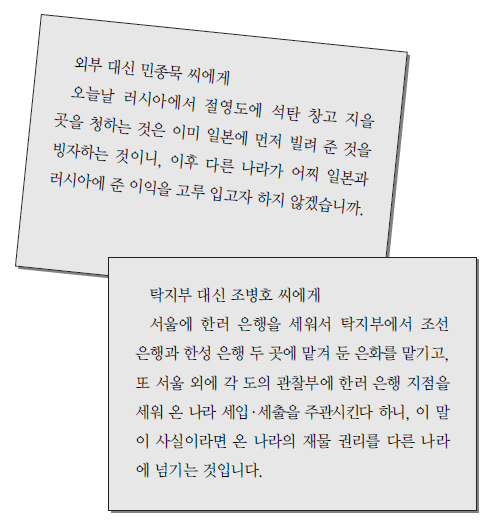 외부 대신 민종묵 씨에게
오늘날 러시아에서 절영도에 석탄 창고 지을
곳을 청하는 것은 이미 일본에 먼저 빌려 준 것을
빙자하는 것이니, 이후 다른 나라가 어찌 일본과
러시아에 준 이익을 고루 입고자 하지 않겠습니까.
탁지부 대신 조병호 씨에게
서울에 한러 은행을 세워서 탁지부에서 조선
은행과 한성 은행 두 곳에 맡겨 둔 은화를 맡기고,
또 서울 외에 각 도의 관찰부에 한러 은행 지점을
세워 온 나라 세입·세출을 주관시킨다 하니, 이 말
이 사실이라면 온 나라의 재물 권리를 다른 나라
에 넘기는 것입니다.